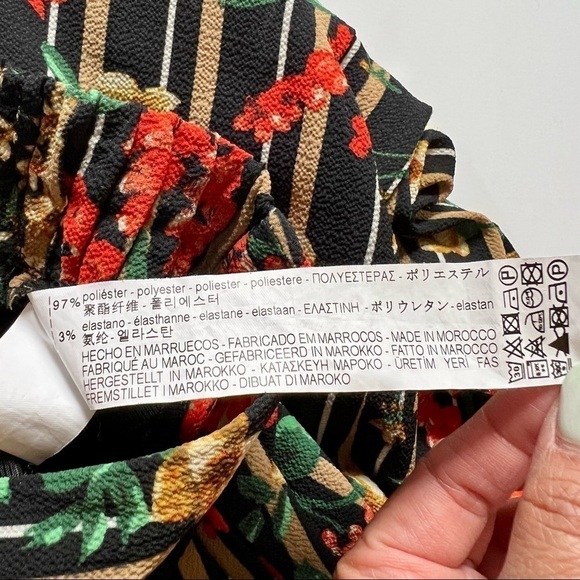 97% poliéster - polyester - polyester - poliestere - ΠΟΛΥΕΣΤΕΡΑΣ - ポリエステル
聚酯纤维 - 폴리에스터
3% elastano - élasthanne - elastane - elastaan - ΕΛΑΣΤΙΝΗ - ポリウレタン - elastan
氨纶 - 엘라스탄
HECHO EN MARRUECOS - FABRICADO EM MARROCOS - MADE IN MOROCCO
FABRIQUÉ AU MAROC - GEFABRICEERD IN MAROKKO - FATTO IN MAROCCO
HERGESTELLT IN MAROKKO - ΚΑΤΑΣΚΕΥΗ ΜΑΡΟΚΟ - ÜRETİM YERİ FAS
FREMSTILLET I MAROKKO - DIBUAT DI MAROKO